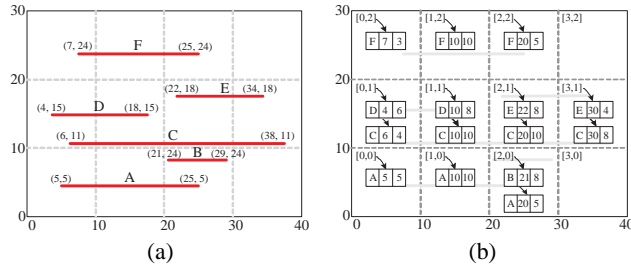 30
20
10
0
0 10 20 30 40
(7, 24) F (25, 24)
(22, 18) E (34, 18)
(4, 15) D (18, 15)
(6, 11) C (38, 11)
(21, 24) B (29, 24)
(5,5) A (25, 5)
(a)
30
20
10
0
0 10 20 30 40
[0,2] [1,2] [2,2] [3,2]
F 7 3 F 10 10 F 20 5
[0,1] [1,1] [2,1] [3,1]
D 4 6 D 10 8 E 22 8 E 30 4
C 6 4 C 10 10 C 20 10 C 30 8
[0,0] [1,0] [2,0] [3,0]
A 5 5 A 10 10 B 21 8
A 20 5
(b)